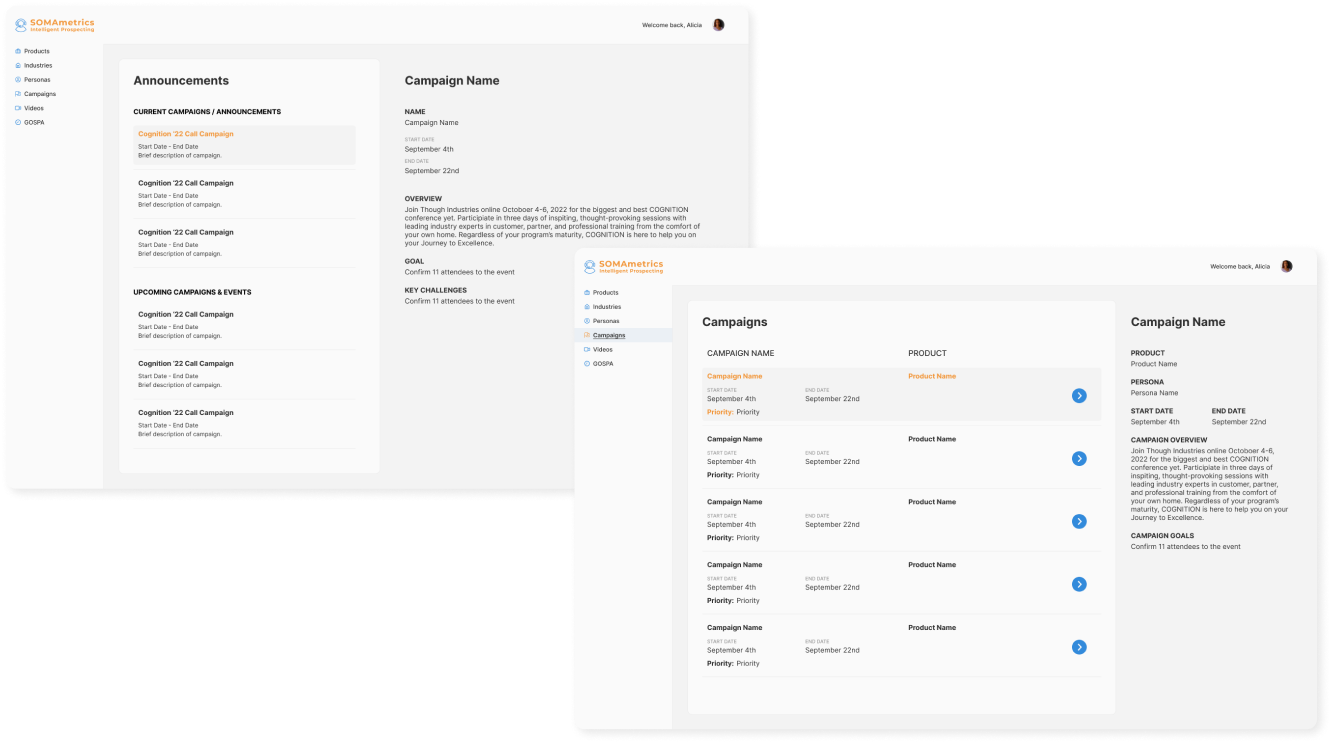 SOMAmetrics
Intelligent Prospecting
Welcome back, Alicia
Products
Industries
Personas
Campaigns
Videos
GOSPA
Announcements
CURRENT CAMPAIGNS / ANNOUNCEMENTS
Cognition '22 Call Campaign
Start Date - End Date
Brief description of campaign.
Cognition '22 Call Campaign
Start Date - End Date
Brief description of campaign.
Cognition '22 Call Campaign
Start Date - End Date
Brief description of campaign.
UPCOMING CAMPAIGNS & EVENTS
Cognition '22 Call Campaign
Start Date - End Date
Brief description of campaign.
Cognition '22 Call Campaign
Start Date - End Date
Brief description of campaign.
Cognition '22 Call Campaign
Start Date - End Date
Brief description of campaign.
Campaign Name
NAME
Campaign Name
START DATE
September 4th
END DATE
September 22nd
OVERVIEW
Join Though Industries online Octoboer 4-6, 2022 for the biggest and best COGNITION
conference yet. Participiate in three days of inspiting, thought-provoking sessions with
leading industry experts in customer, partner, and professional training from the comfort of
your own home. Regardless of your program's maturity, COGNITION is here to help you on
your Journey to Excellence.
GOAL
Confirm 11 attendees to the event
KEY CHALLENGES
Confirm 11 attendees to the event
SOMAmetrics
Intelligent Prospecting
Welcome back, Alicia
Products
Industries
Personas
Campaigns
Videos
GOSPA
Campaigns
CAMPAIGN NAME PRODUCT
Campaign Name Product Name
START DATE END DATE
September 4th September 22nd
Priority: Priority
Campaign Name Product Name
START DATE END DATE
September 4th September 22nd
Priority: Priority
Campaign Name Product Name
START DATE END DATE
September 4th September 22nd
Priority: Priority
Campaign Name Product Name
START DATE END DATE
September 4th September 22nd
Priority: Priority
Campaign Name Product Name
START DATE END DATE
September 4th September 22nd
Priority: Priority
Campaign Name
PRODUCT
Product Name
PERSONA
Persona Name
START DATE END DATE
September 4th September 22nd
CAMPAIGN OVERVIEW
Join Though Industries online Octoboer 4-6,
2022 for the biggest and best COGNITION
conference yet. Participiate in three days of
inspiting, thought-provoking sessions with
leading industry experts in customer, partner,
and professional training from the comfort of
your own home. Regardless of your program's
maturity, COGNITION is here to help you on your
Journey to Excellence.
CAMPAIGN GOALS
Confirm 11 attendees to the event